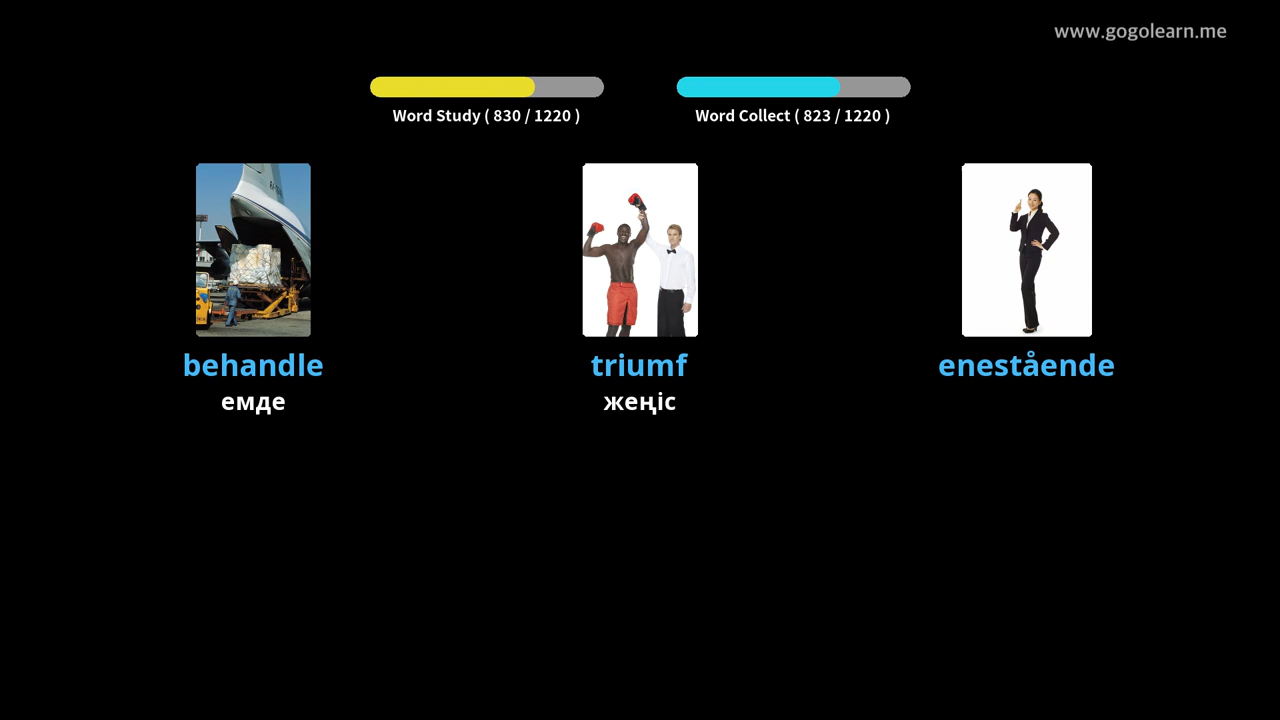 www.gogolearn.me
Word Study ( 830 / 1220 )
Word Collect ( 823 / 1220 )
behandle
емде
triumf
жеңіс
enestående